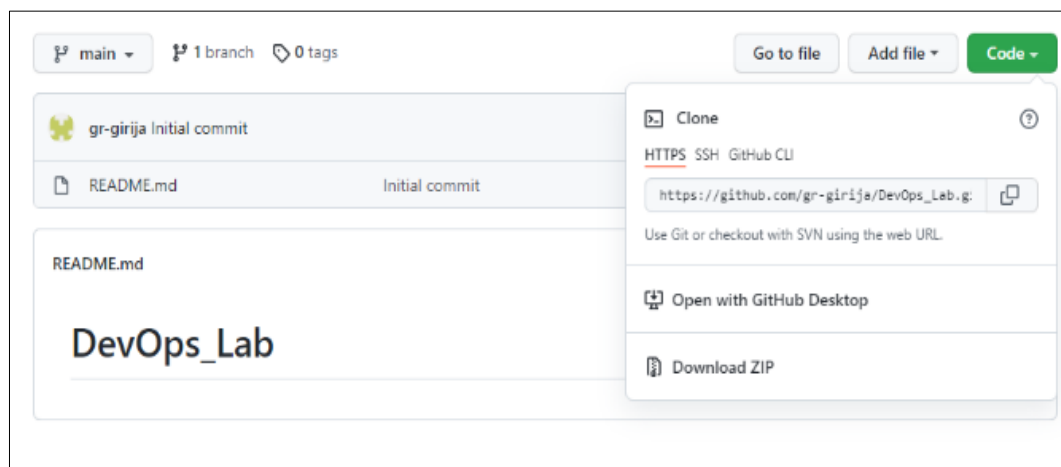 main 1 branch 0 tags Go to file Add file Code
gr-girija Initial commit
README.md Initial commit
README.md
DevOps_Lab
Clone
HTTPS SSH GitHub CLI
https://github.com/gr-girija/DevOps_Lab.g
Use Git or checkout with SVN using the web URL.
Open with GitHub Desktop
Download ZIP